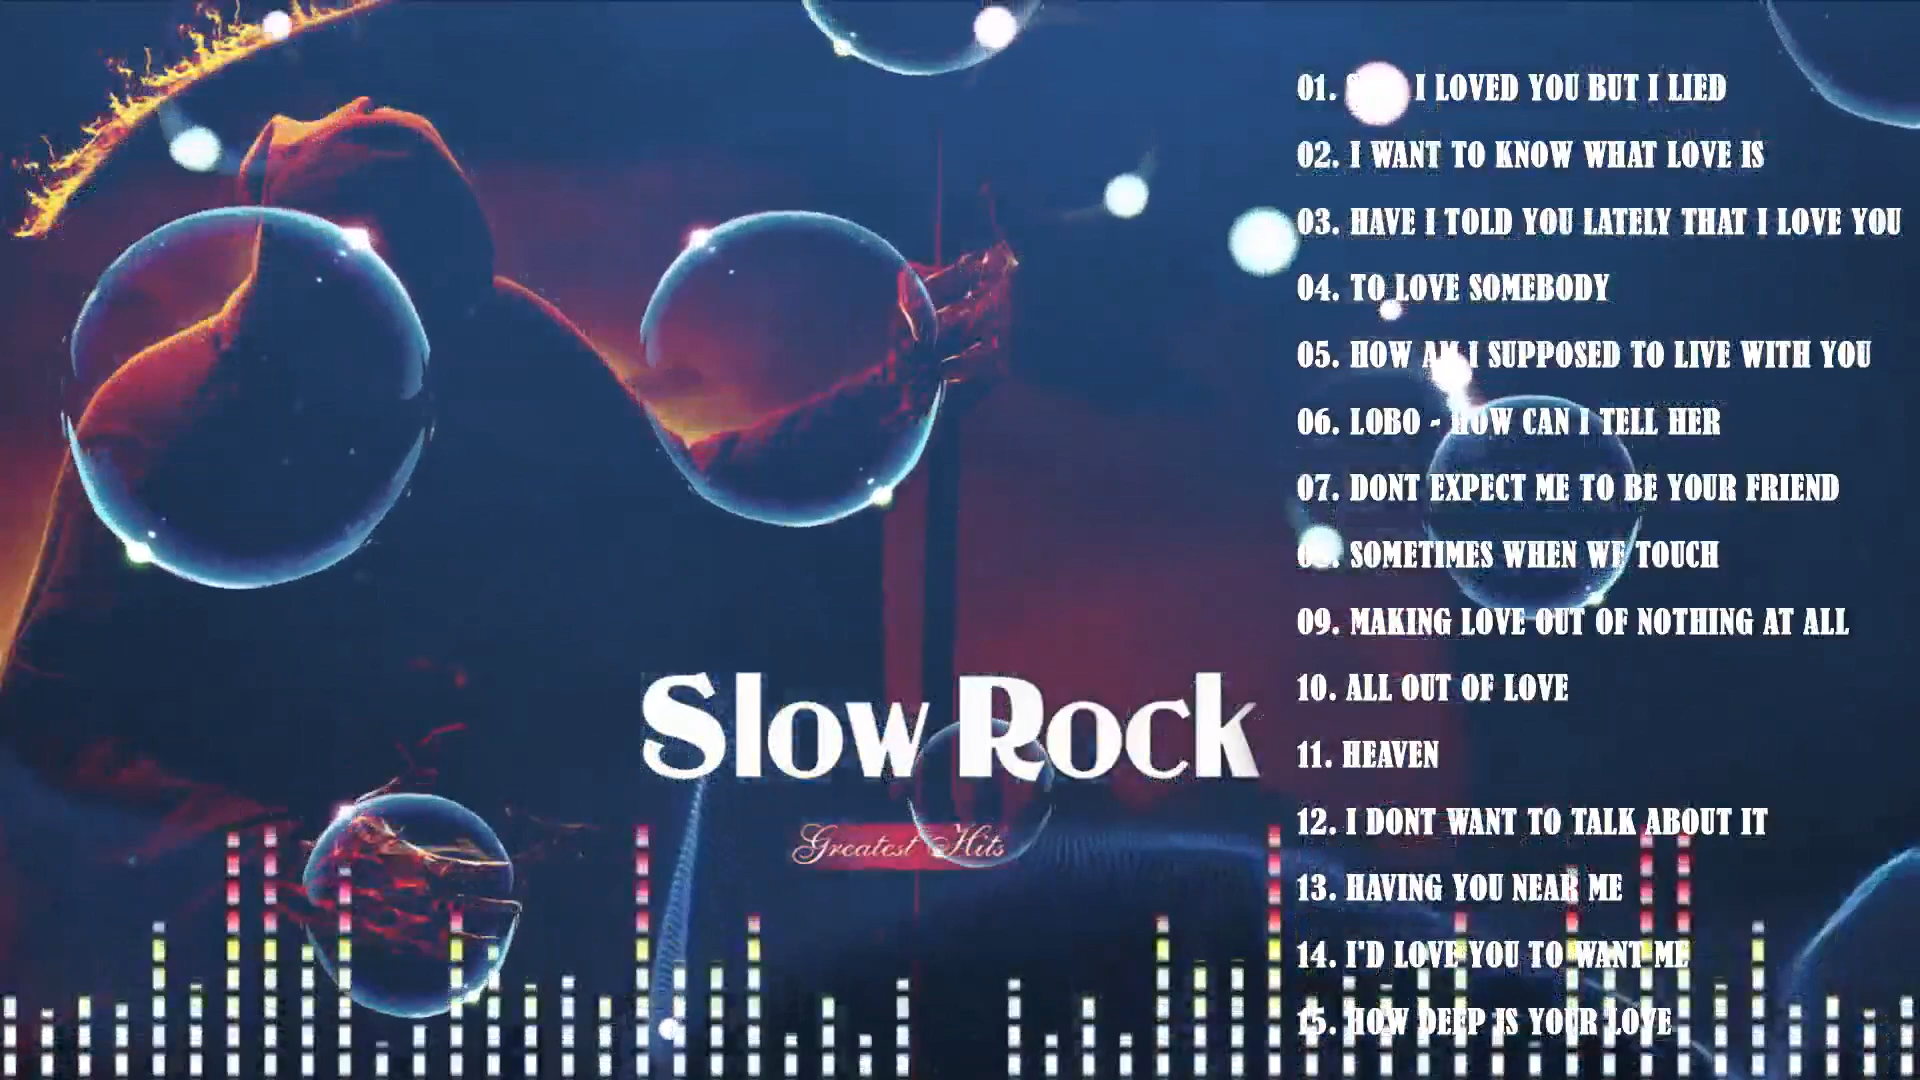 01. I LOVED YOU BUT I LIED
02. I WANT TO KNOW WHAT LOVE IS
03. HAVE I TOLD YOU LATELY THAT I LOVE YOU
04. TO LOVE SOMEBODY
05. HOW AM I SUPPOSED TO LIVE WITH YOU
06. LOBO - HOW CAN I TELL HER
07. DONT EXPECT ME TO BE YOUR FRIEND
08. SOMETIMES WHEN WE TOUCH
09. MAKING LOVE OUT OF NOTHING AT ALL
10. ALL OUT OF LOVE
11. HEAVEN
12. I DONT WANT TO TALK ABOUT IT
13. HAVING YOU NEAR ME
14. I'D LOVE YOU TO WANT ME
15. HOW DEEP IS YOUR LOVE
Slow Rock
Greatest Hits